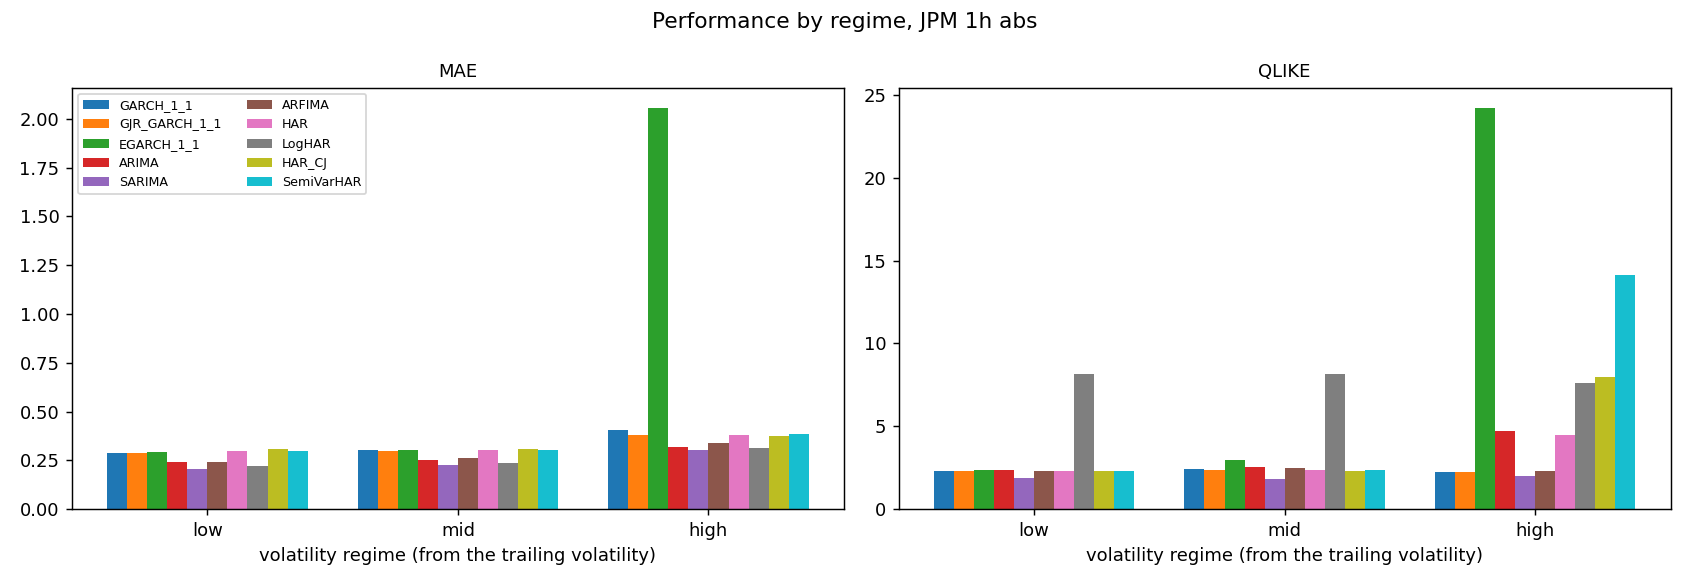 Performance by regime, JPM 1h abs
MAE
GARCH_1_1
GJR_GARCH_1_1
EGARCH_1_1
ARIMA
SARIMA
ARFIMA
HAR
LogHAR
HAR_CJ
SemiVarHAR
2.00
1.75
1.50
1.25
1.00
0.75
0.50
0.25
0.00
low mid high
volatility regime (from the trailing volatility)
QLIKE
25
20
15
10
5
0
low mid high
volatility regime (from the trailing volatility)